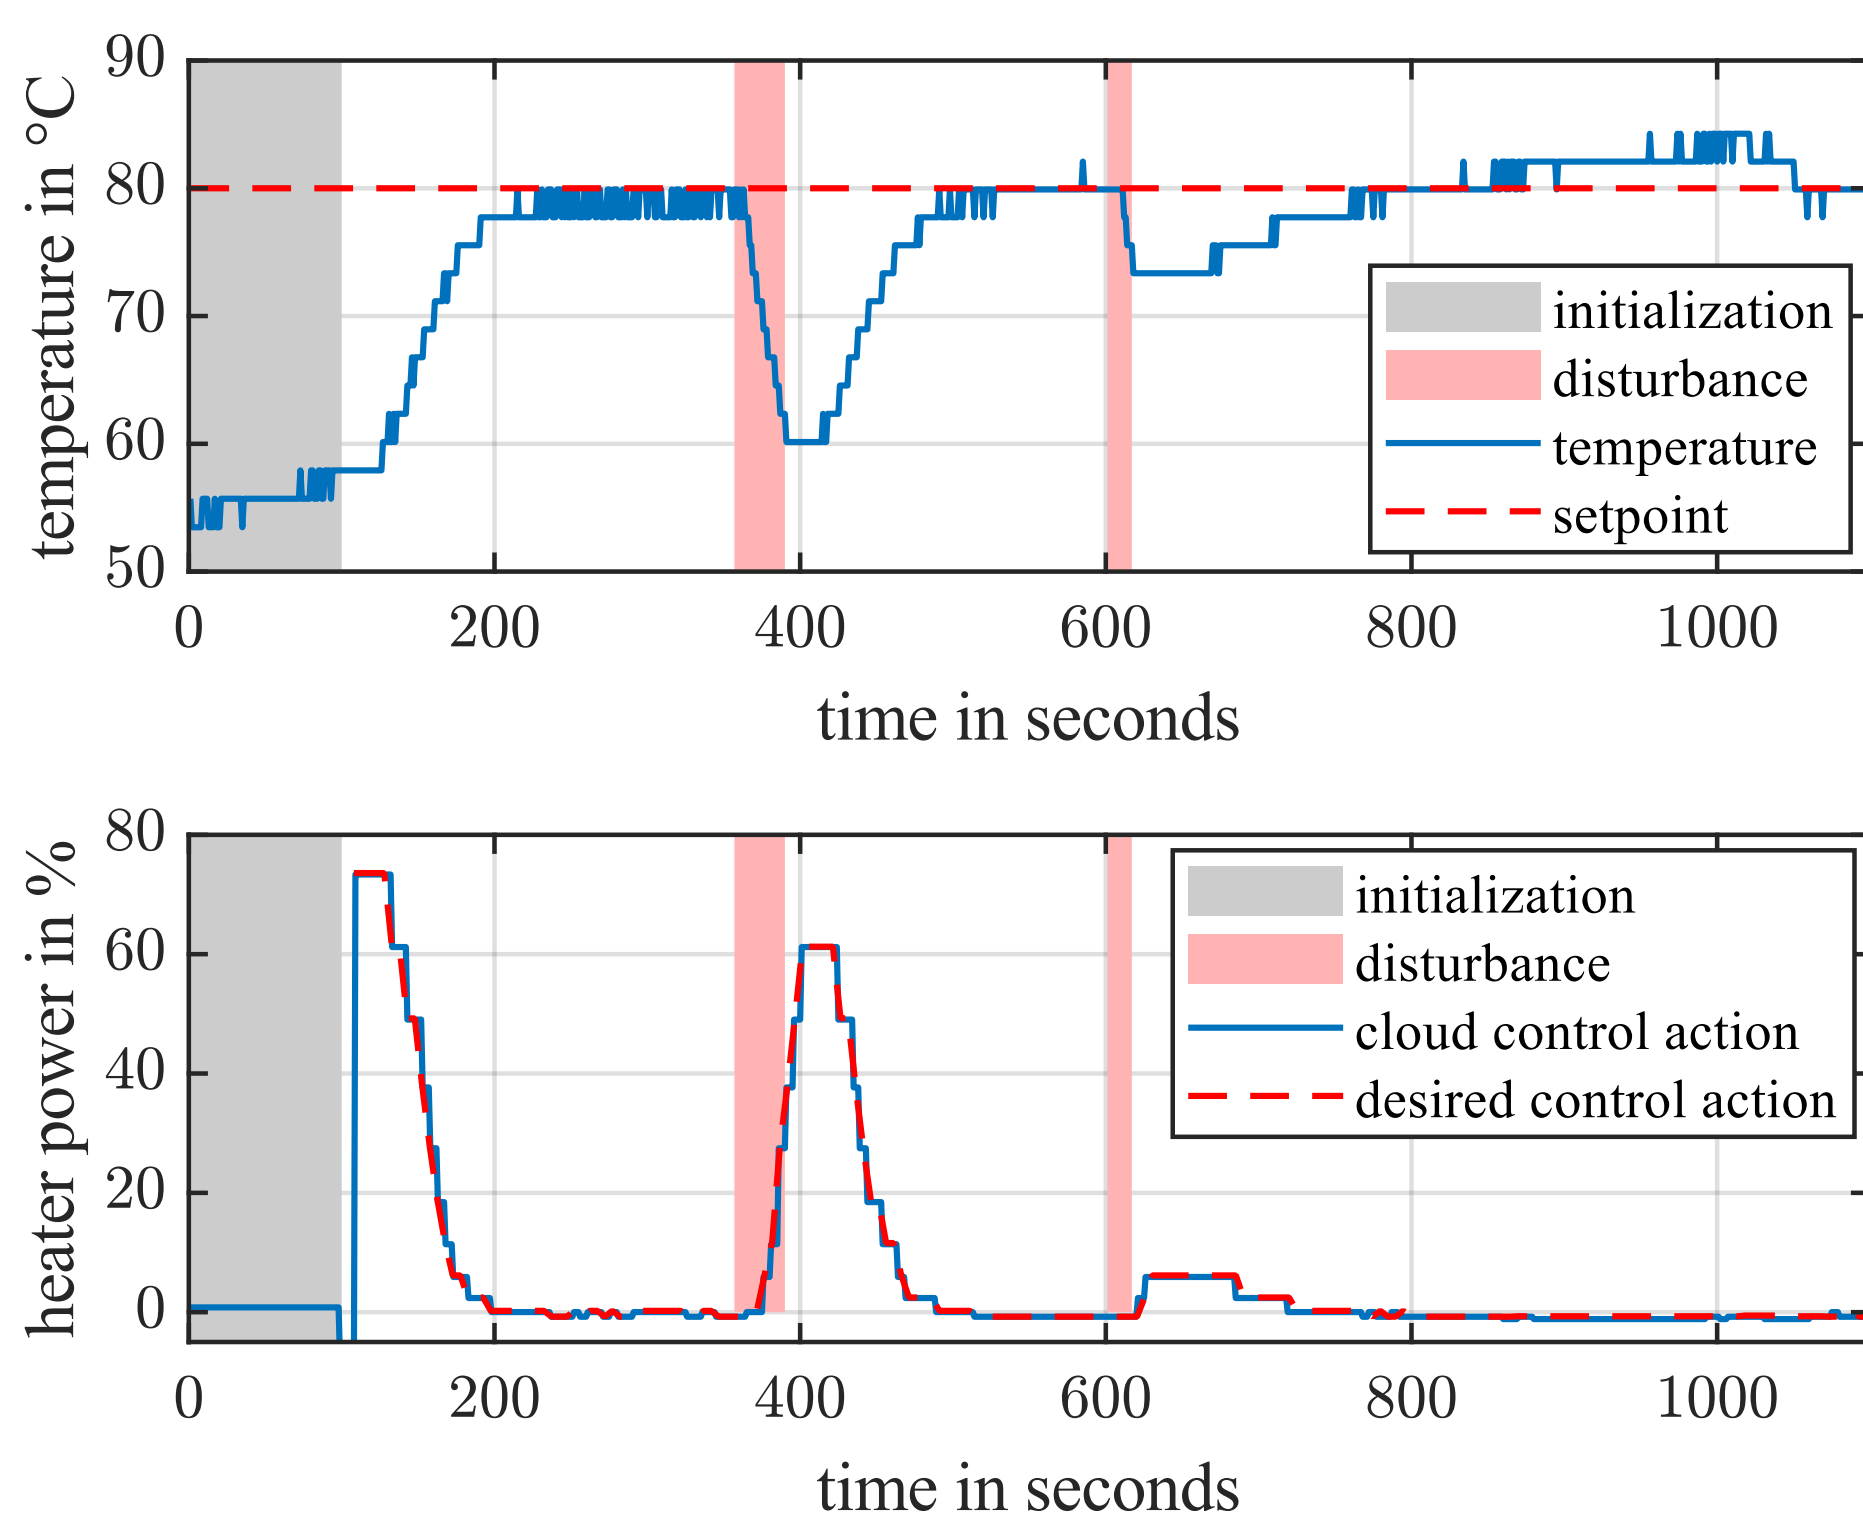 temperature in °C
90
80
70
60
50
0 200 400 600 800 1000
time in seconds
initialization
disturbance
temperature
setpoint
heater power in %
80
60
40
20
0
0 200 400 600 800 1000
time in seconds
initialization
disturbance
cloud control action
desired control action